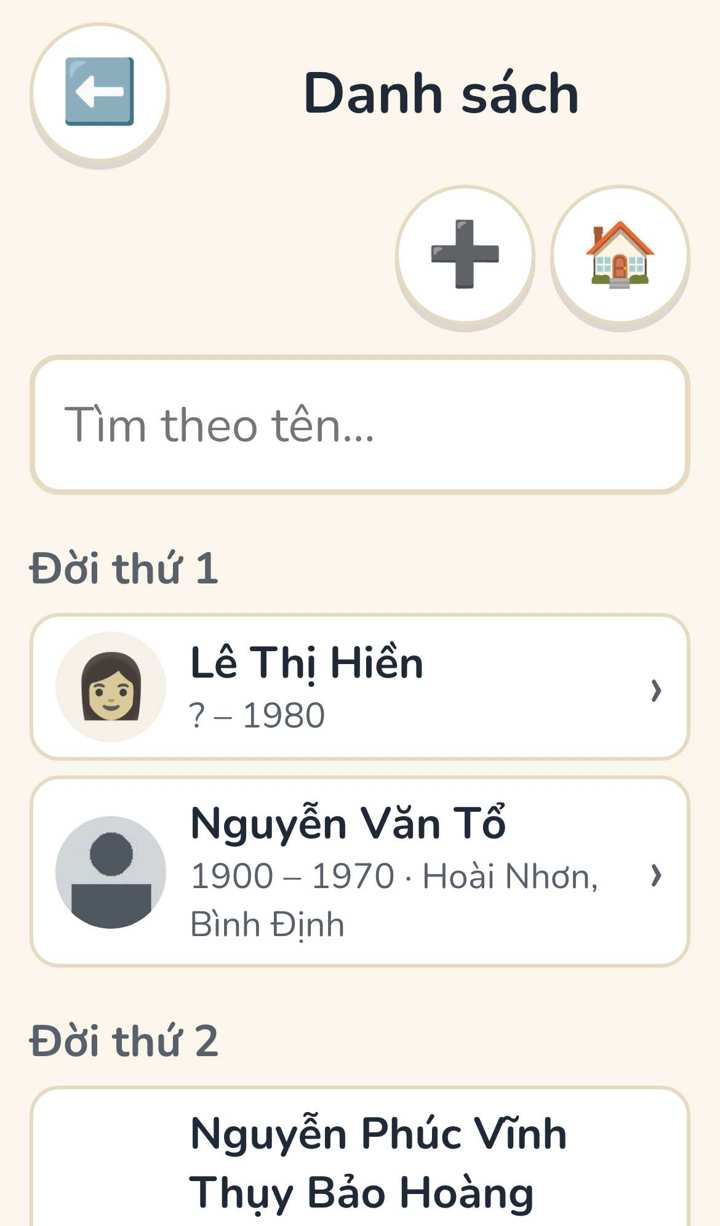 Danh sách
Tìm theo tên...
Đời thứ 1
Lê Thị Hiền
? – 1980
Nguyễn Văn Tổ
1900 – 1970 · Hoài Nhơn,
Bình Định
Đời thứ 2
Nguyễn Phúc Vĩnh
Thụy Bảo Hoàng